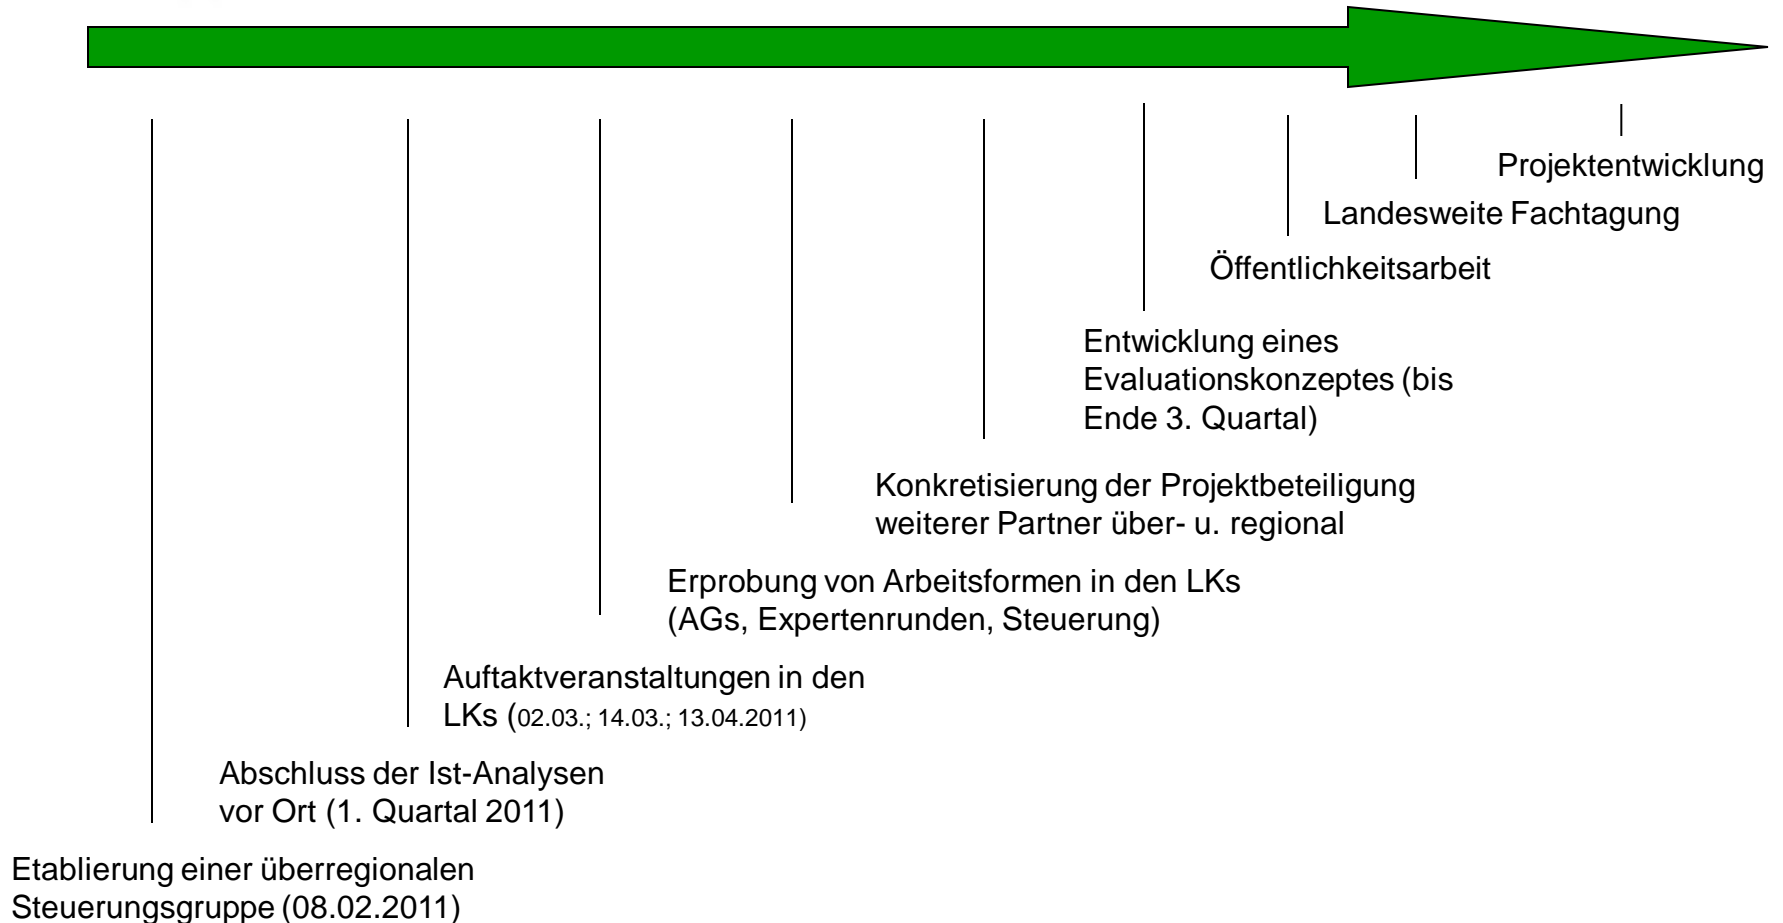 Projektentwicklung
Landesweite Fachtagung
Öffentlichkeitsarbeit
Entwicklung eines
Evaluationskonzeptes (bis
Ende 3. Quartal)
Konkretisierung der Projektbeteiligung
weiterer Partner über- u. regional
Erprobung von Arbeitsformen in den LKs
(AGs, Expertenrunden, Steuerung)
Auftaktveranstaltungen in den
LKs (02.03.; 14.03.; 13.04.2011)
Abschluss der Ist-Analysen
vor Ort (1. Quartal 2011)
Etablierung einer überregionalen
Steuerungsgruppe (08.02.2011)